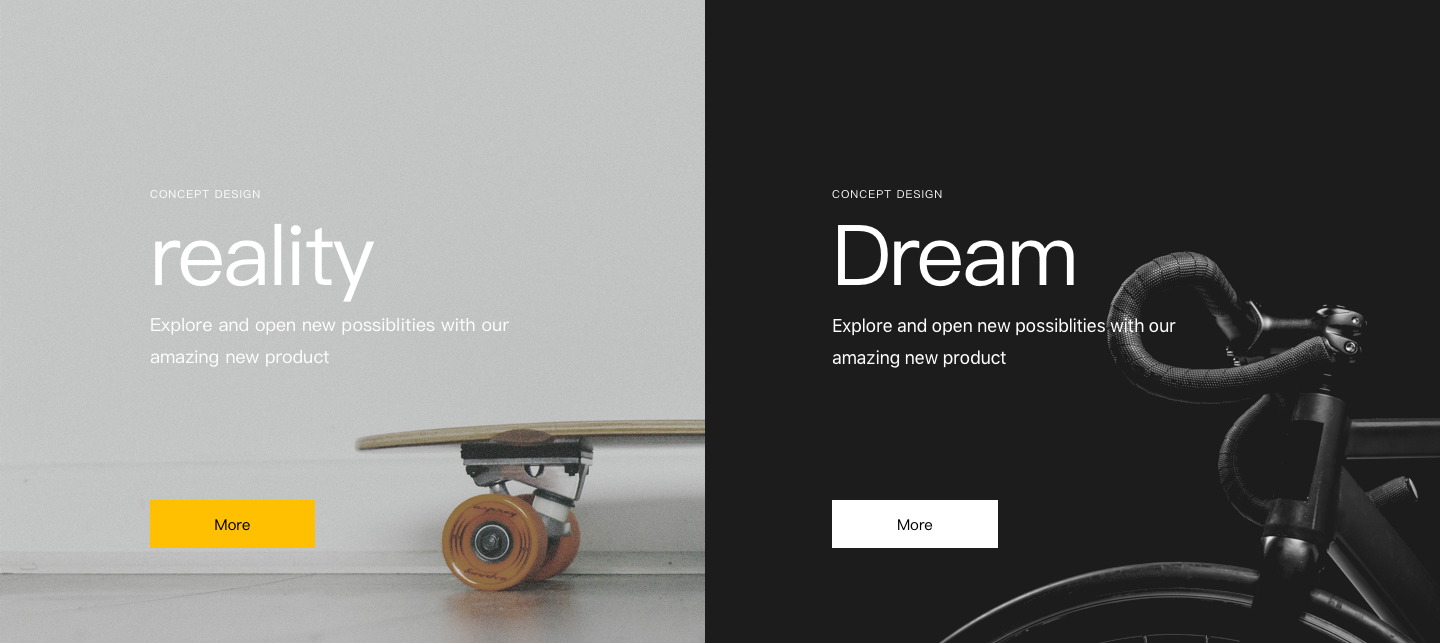 CONCEPT DESIGN
reality
Explore and open new possiblities with our
amazing new product
More
CONCEPT DESIGN
Dream
Explore and open new possiblities with our
amazing new product
More